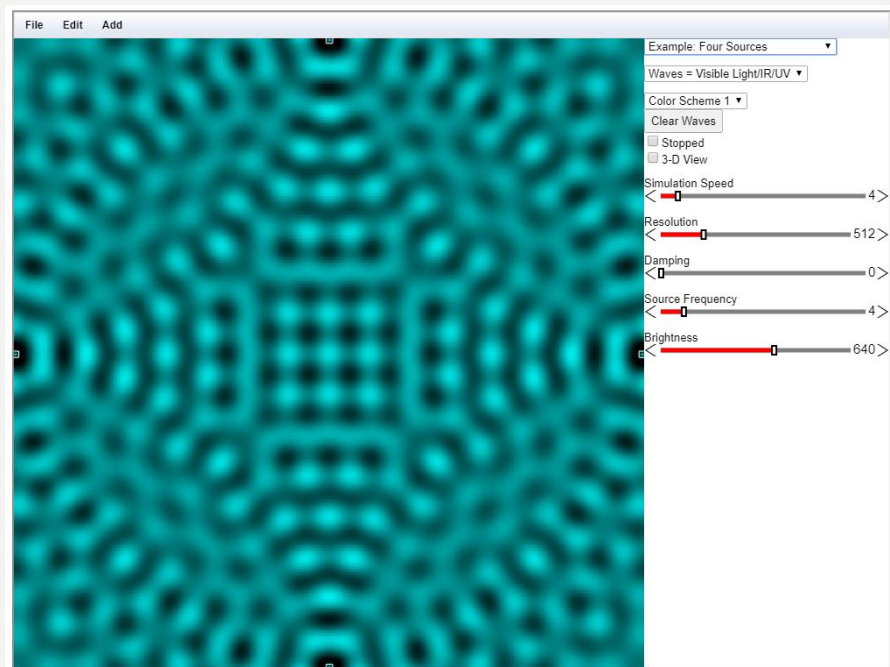 File Edit Add
Example: Four Sources
Waves = Visible Light/IR/UV
Color Scheme 1
Clear Waves
Stopped
3-D View
Simulation Speed
4
Resolution
512
Damping
0
Source Frequency
4
Brightness
640